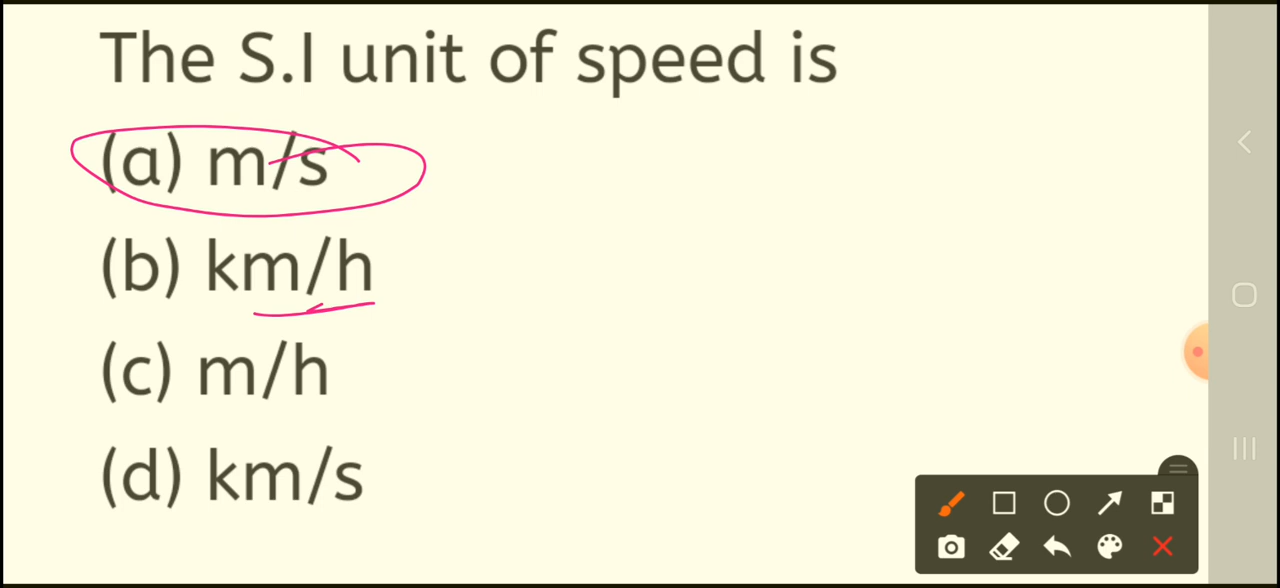 The S.I unit of speed is
(a) m/s
(b) km/h
(c) m/h
(d) km/s